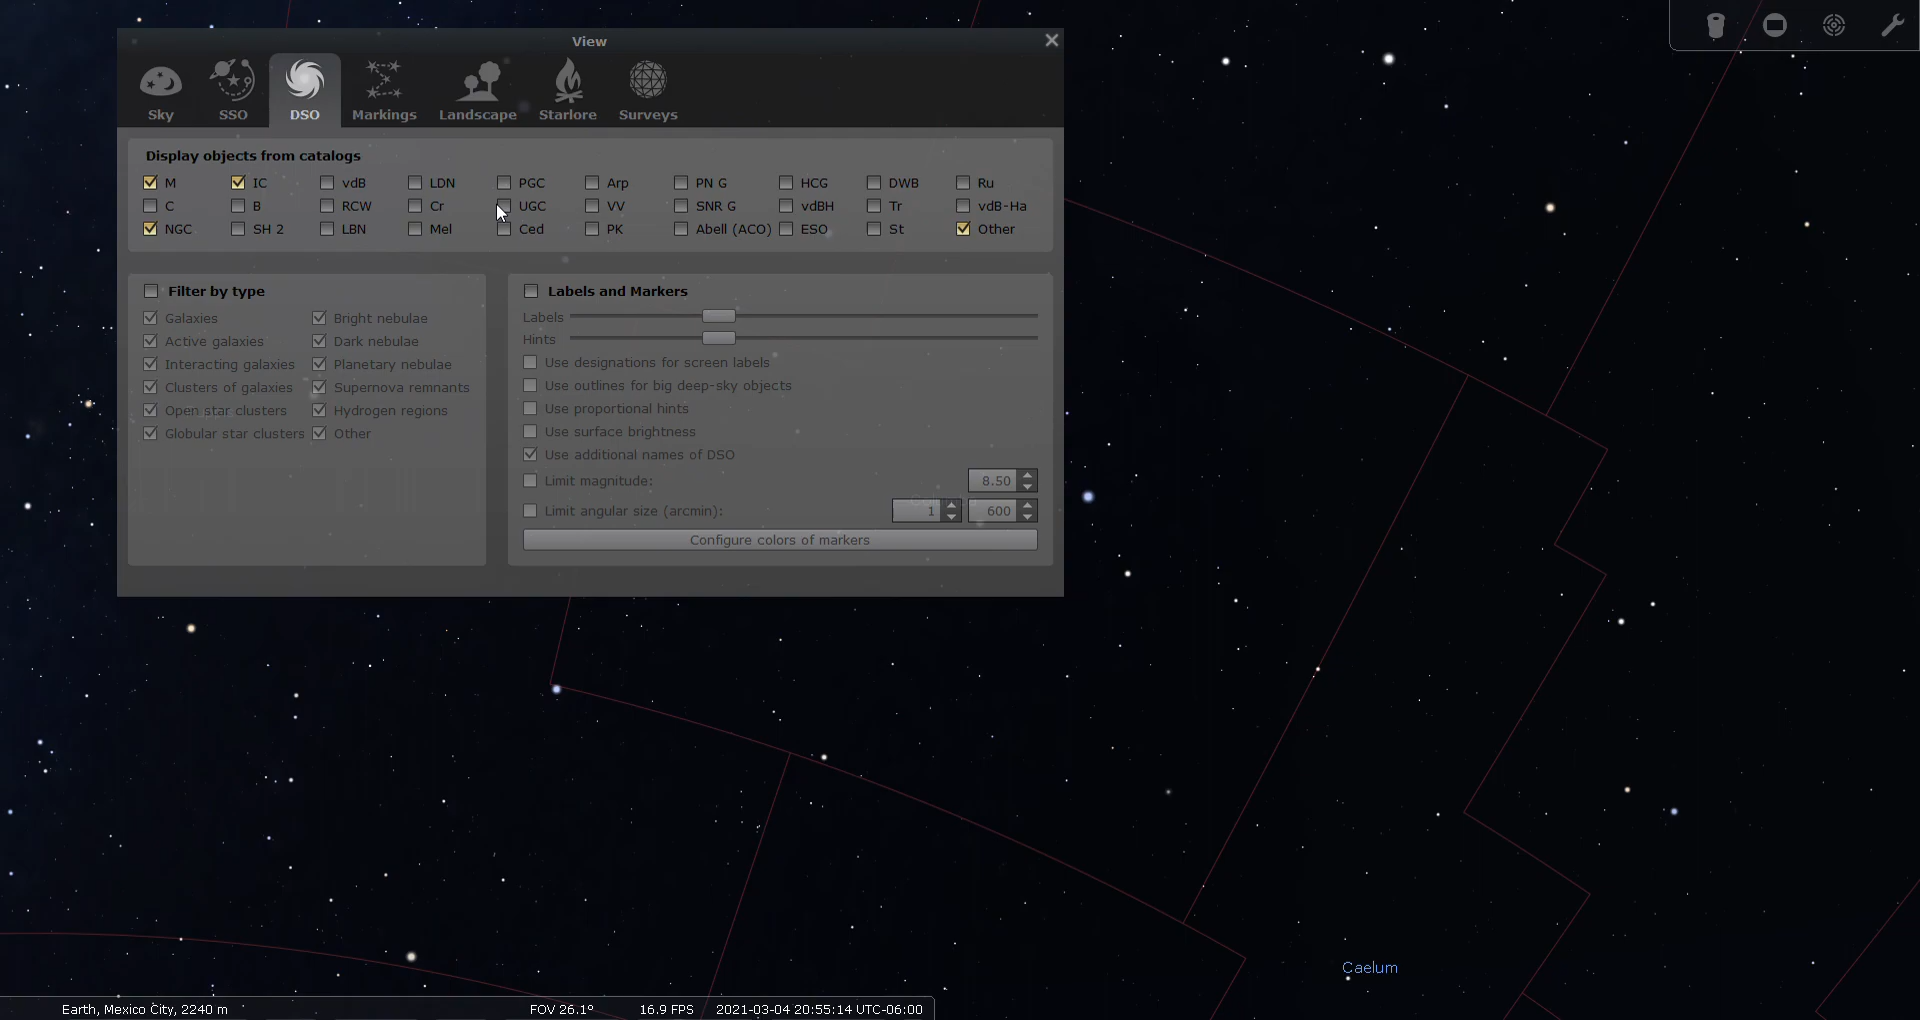 View
Sky SSO DSO Markings Landscape Starlore Surveys
Display objects from catalogs
M IC vdB LDN PGC Arp PN G HCG DWB Ru
C B RCW Cr UGC VV SNR G vdBH Tr vdB-Ha
NGC SH 2 LBN Mel Ced PK Abell (ACO) ESO St Other
Filter by type
Galaxies Bright nebulae
Active galaxies Dark nebulae
Interacting galaxies Planetary nebulae
Clusters of galaxies Supernova remnants
Open star clusters Hydrogen regions
Globular star clusters Other
Labels and Markers
Labels
Hints
Use designations for screen labels
Use outlines for big deep-sky objects
Use proportional hints
Use surface brightness
Use additional names of DSO
Limit magnitude: 8.50
Limit angular size (arcmin): 1 600
Configure colors of markers
Caelum
Earth, Mexico City, 2240 m FOV 26.1° 16.9 FPS 2021-03-04 20:55:14 UTC-06:00